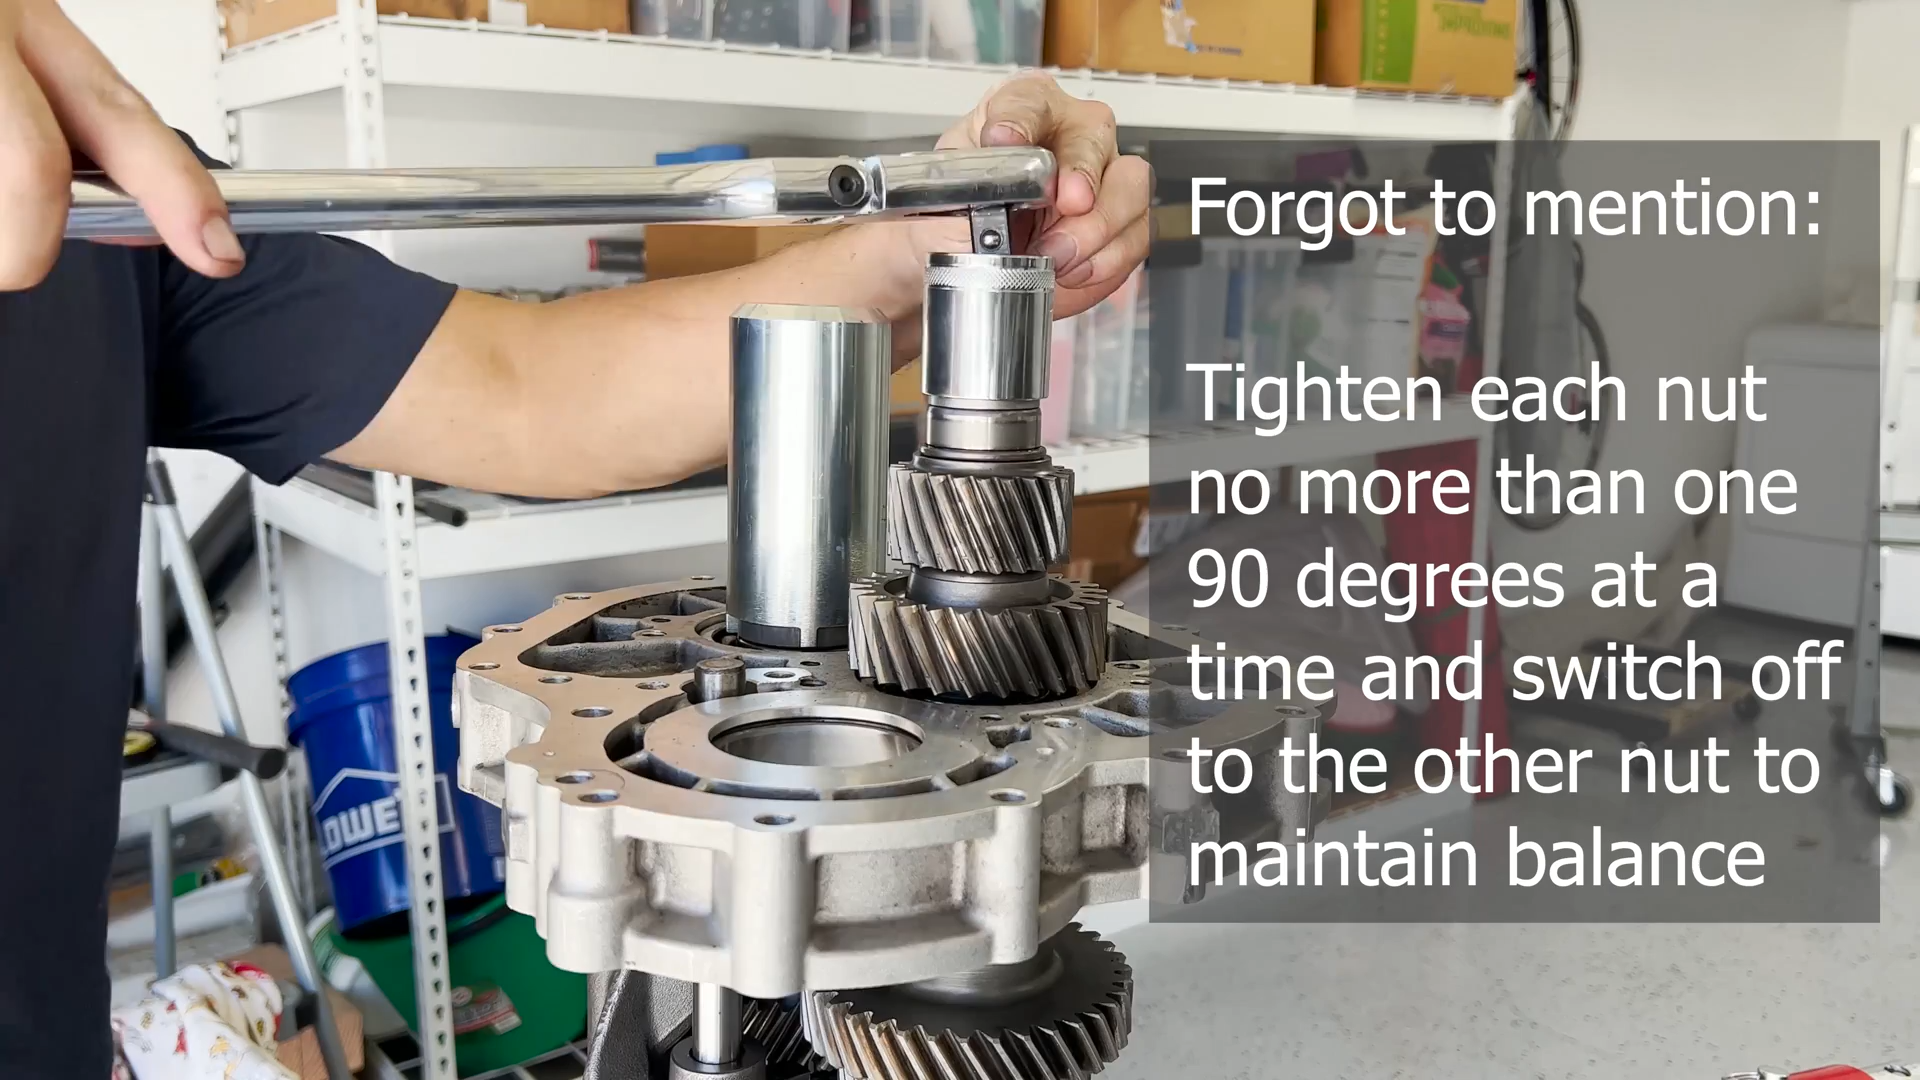 Forgot to mention:
Tighten each nut
no more than one
90 degrees at a
time and switch off
to the other nut to
maintain balance
LOWE'